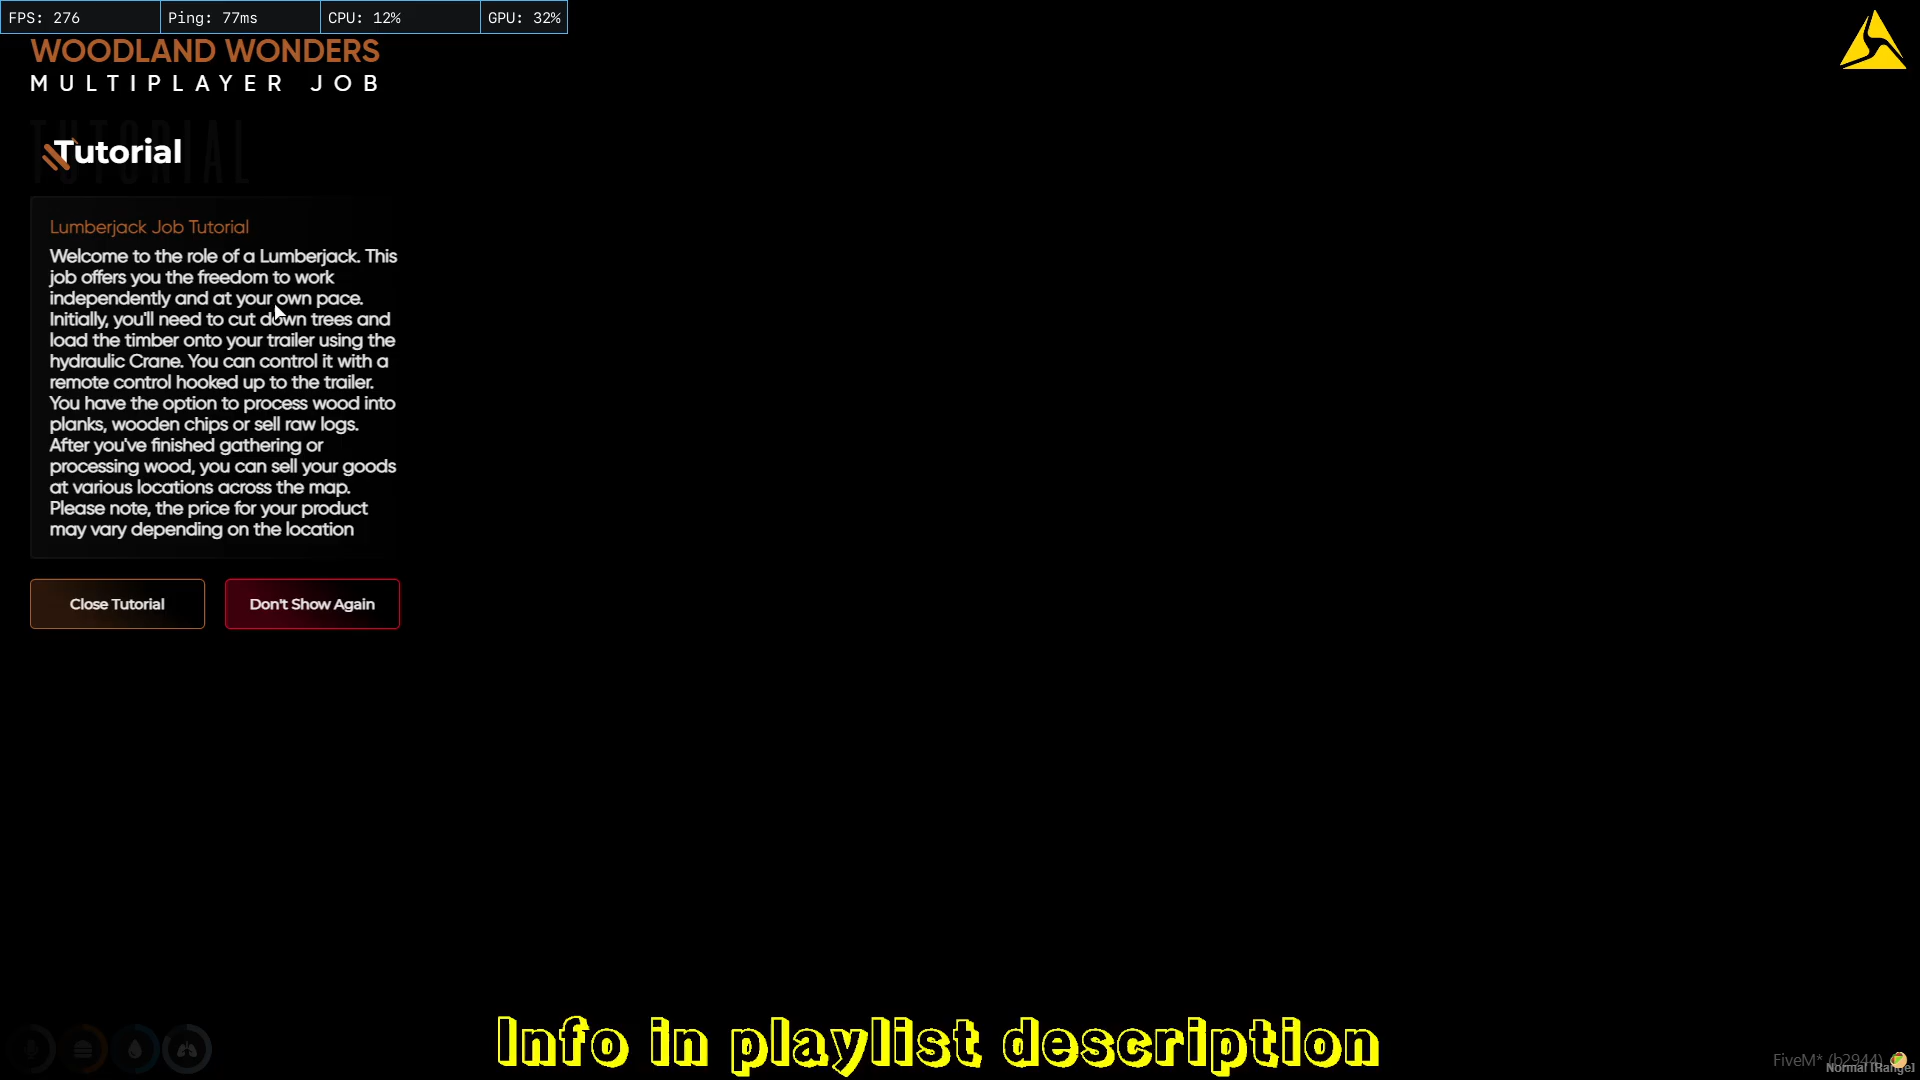 FPS: 276 Ping: 77ms CPU: 12% GPU: 32%
WOODLAND WONDERS
MULTIPLAYER JOB
TUTORIAL
Tutorial
Lumberjack Job Tutorial
Welcome to the role of a Lumberjack. This
job offers you the freedom to work
independently and at your own pace.
Initially, you'll need to cut down trees and
load the timber onto your trailer using the
hydraulic Crane. You can control it with a
remote control hooked up to the trailer.
You have the option to process wood into
planks, wooden chips or sell raw logs.
After you've finished gathering or
processing wood, you can sell your goods
at various locations across the map.
Please note, the price for your product
may vary depending on the location
Close Tutorial Don't Show Again
Info in playlist description
FiveM* (b2944)
Normal [Range]